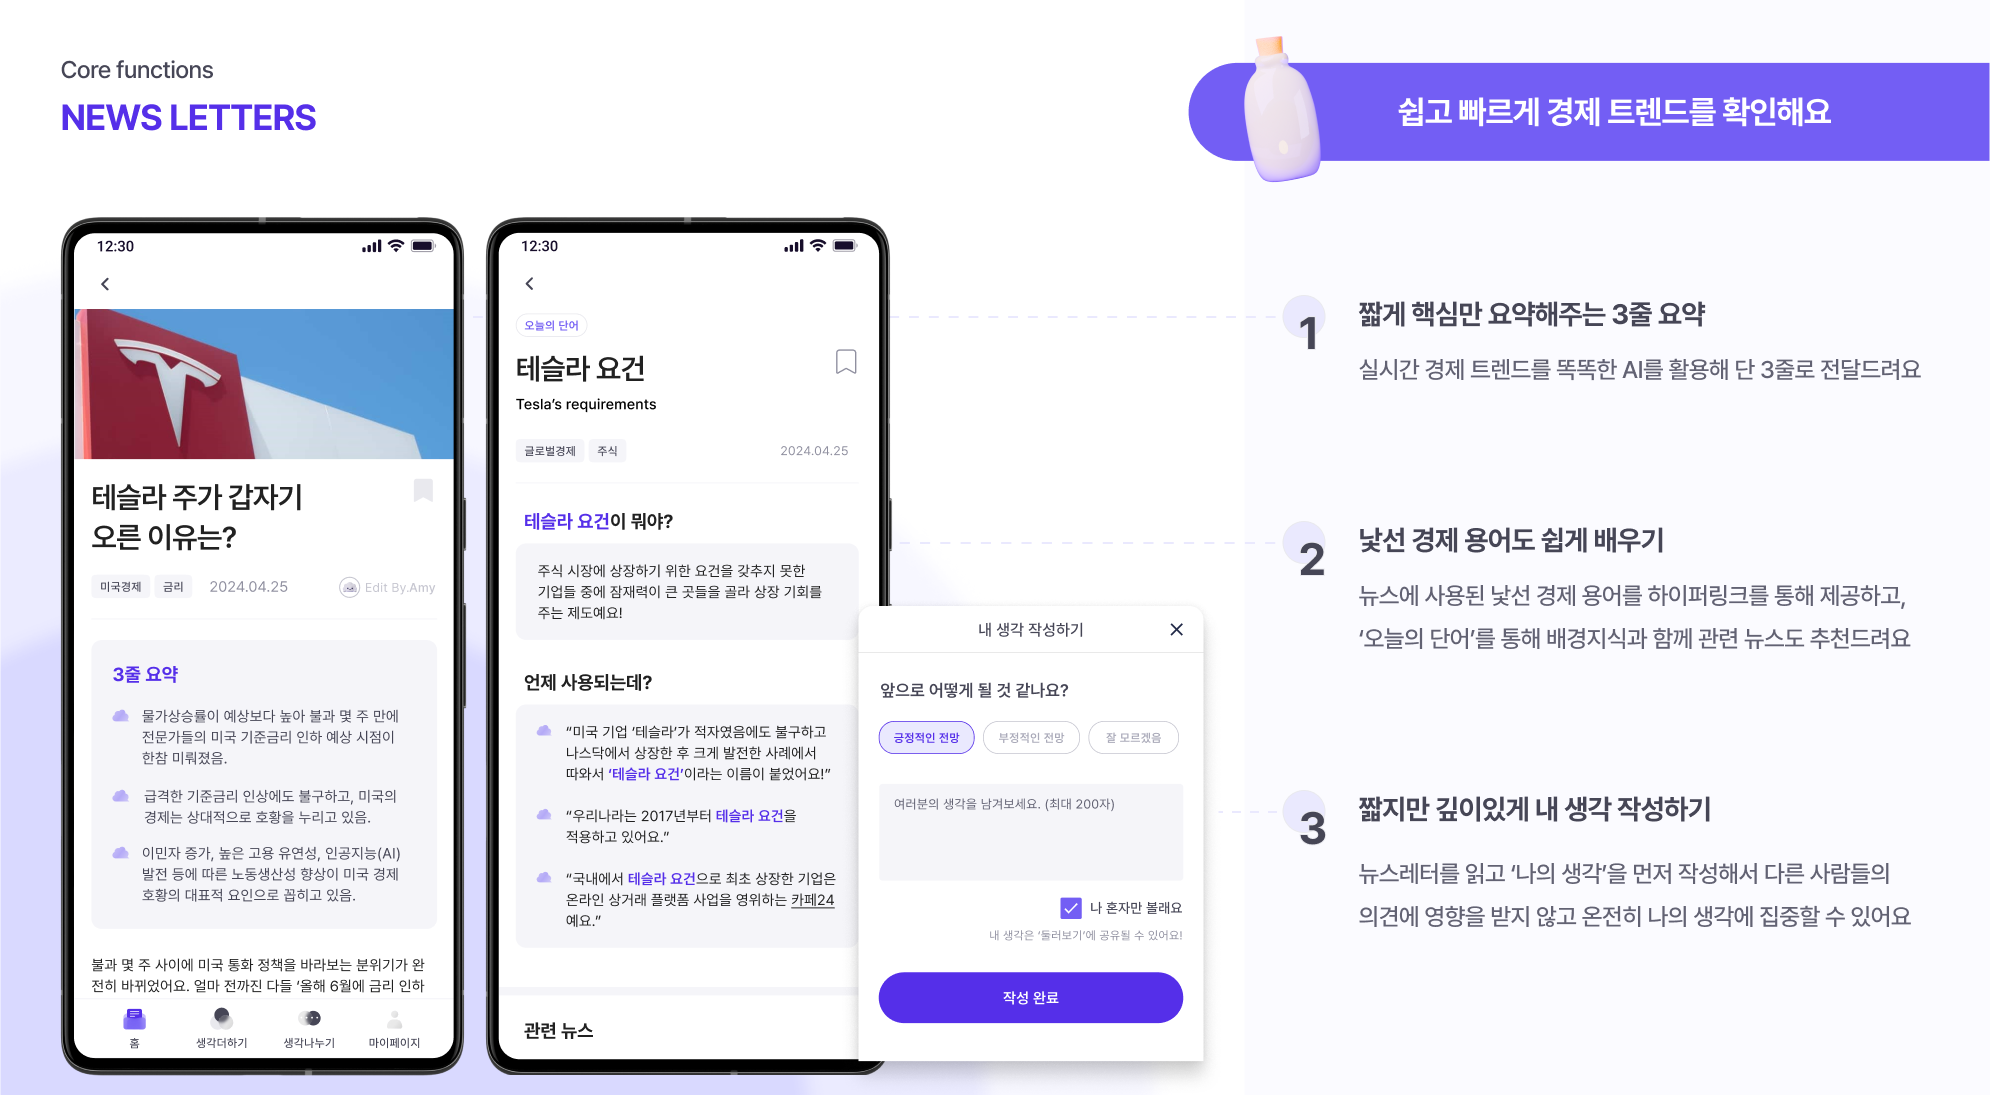 Core functions
NEWS LETTERS
쉽고 빠르게 경제 트렌드를 확인해요
12:30
테슬라 주가 갑자기
오른 이유는?
미국경제 금리 2024.04.25 Edit By.Amy
3줄 요약
물가상승률이 예상보다 높아 불과 몇 주 만에
전문가들의 미국 기준금리 인하 예상 시점이
한참 미뤄졌음.
급격한 기준금리 인상에도 불구하고, 미국의
경제는 상대적으로 호황을 누리고 있음.
이민자 증가, 높은 고용 유연성, 인공지능(AI)
발전 등에 따른 노동생산성 향상이 미국 경제
호황의 대표적 요인으로 꼽히고 있음.
불과 몇 주 사이에 미국 통화 정책을 바라보는 분위기가 완
전히 바뀌었어요. 얼마 전까진 다들 ‘올해 6월에 금리 인하
홈 생각더하기 생각나누기 마이페이지
12:30
오늘의 단어
테슬라 요건
Tesla’s requirements
글로벌경제 주식 2024.04.25
테슬라 요건이 뭐야?
주식 시장에 상장하기 위한 요건을 갖추지 못한
기업들 중에 잠재력이 큰 곳들을 골라 상장 기회를
주는 제도예요!
언제 사용되는데?
“미국 기업 ‘테슬라’가 적자였음에도 불구하고
나스닥에서 상장한 후 크게 발전한 사례에서
따와서 ‘테슬라 요건’이라는 이름이 붙었어요!”
“우리나라는 2017년부터 테슬라 요건을
적용하고 있어요.”
“국내에서 테슬라 요건으로 최초 상장한 기업은
온라인 상거래 플랫폼 사업을 영위하는 카페24
예요.”
관련 뉴스
내 생각 작성하기
앞으로 어떻게 될 것 같나요?
긍정적인 전망 부정적인 전망 잘 모르겠음
여러분의 생각을 남겨보세요. (최대 200자)
나 혼자만 볼래요
내 생각은 ‘둘러보기’에 공유될 수 있어요!
작성 완료
1 짧게 핵심만 요약해주는 3줄 요약
실시간 경제 트렌드를 똑똑한 AI를 활용해 단 3줄로 전달드려요
2 낯선 경제 용어도 쉽게 배우기
뉴스에 사용된 낯선 경제 용어를 하이퍼링크를 통해 제공하고,
‘오늘의 단어’를 통해 배경지식과 함께 관련 뉴스도 추천드려요
3 짧지만 깊이있게 내 생각 작성하기
뉴스레터를 읽고 ‘나의 생각’을 먼저 작성해서 다른 사람들의
의견에 영향을 받지 않고 온전히 나의 생각에 집중할 수 있어요